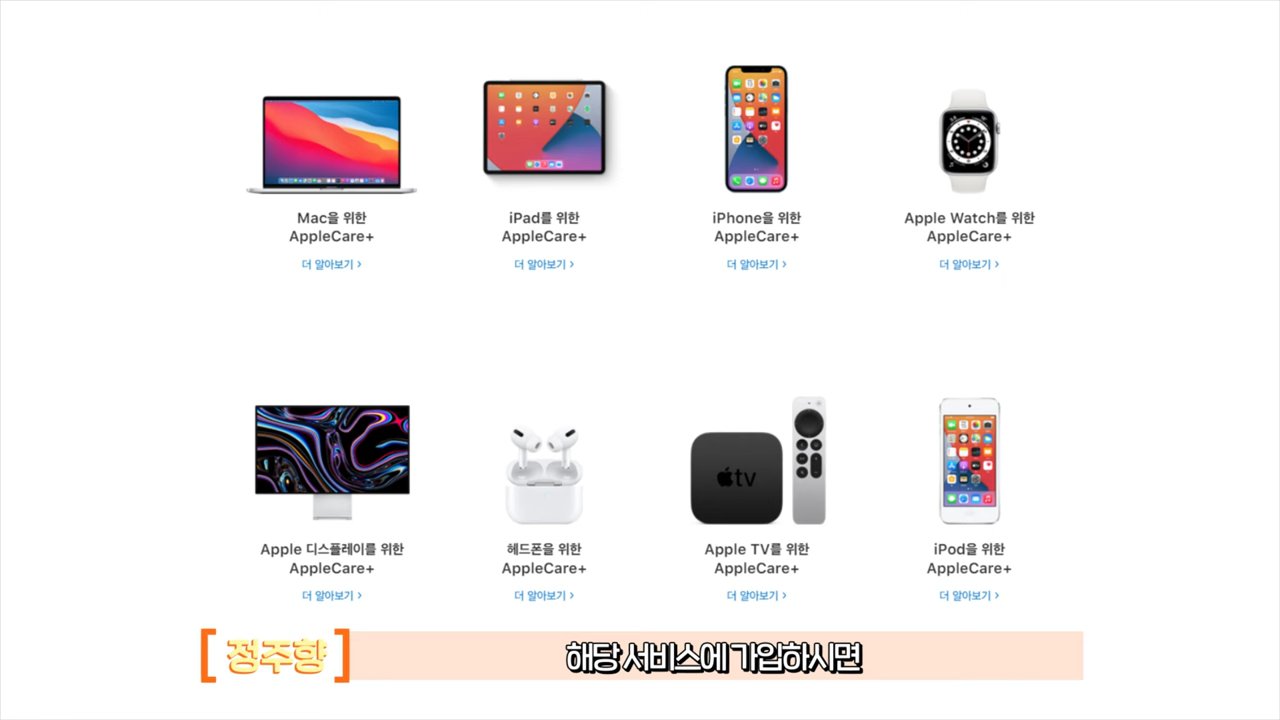 Mac을 위한
AppleCare+
더 알아보기 >
iPad를 위한
AppleCare+
더 알아보기 >
iPhone을 위한
AppleCare+
더 알아보기 >
Apple Watch를 위한
AppleCare+
더 알아보기 >
tv
Apple 디스플레이를 위한
AppleCare+
더 알아보기 >
헤드폰을 위한
AppleCare+
더 알아보기 >
Apple TV를 위한
AppleCare+
더 알아보기 >
iPod을 위한
AppleCare+
더 알아보기 >
[정주향]
해당 서비스에 가입하시면